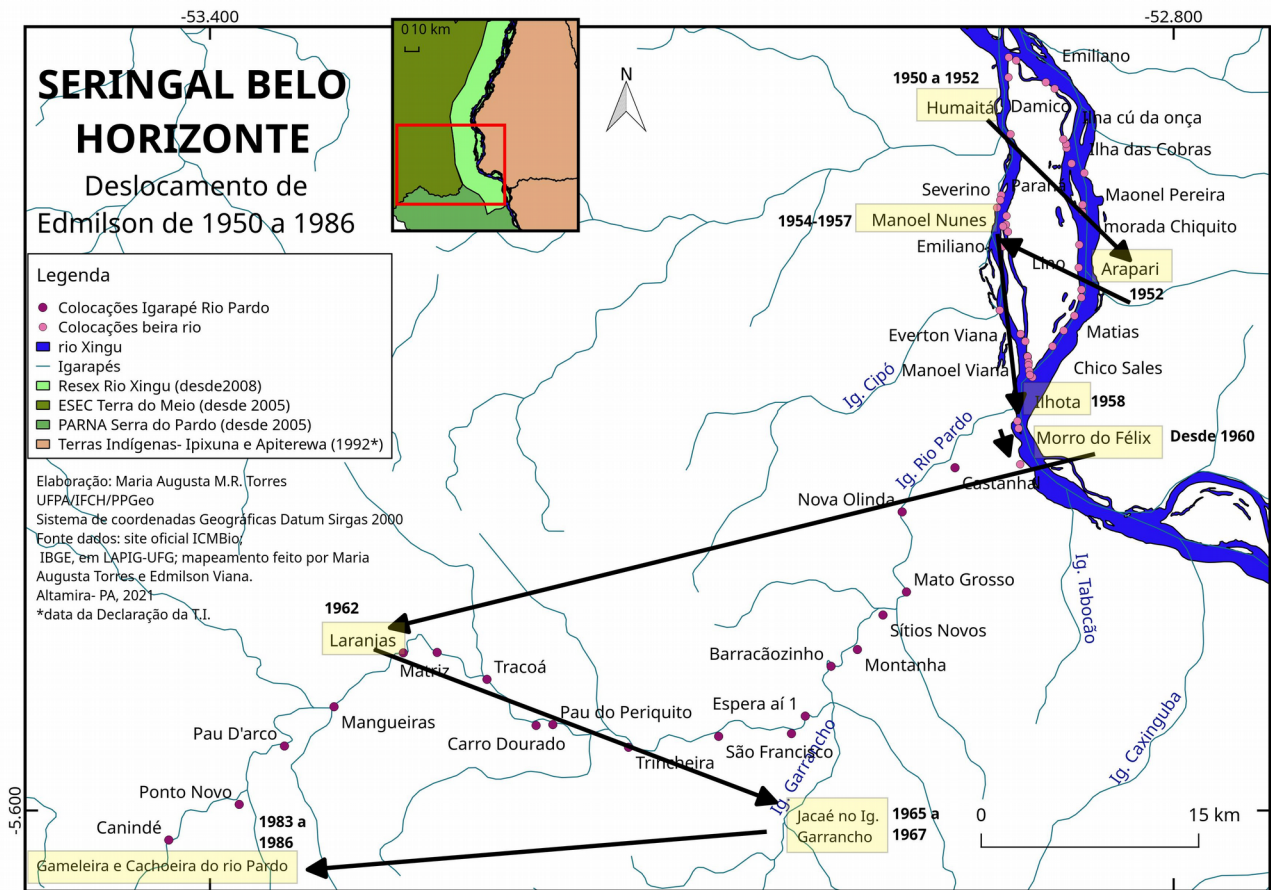 -53.400
-52.800
SERINGAL BELO
HORIZONTE
Deslocamento de
Edmilson de 1950 a 1986
0 10 km
N
Legenda
Colocações Igarapé Rio Pardo
Colocações beira rio
rio Xingu
Igarapés
Resex Rio Xingu (desde2008)
ESEC Terra do Meio (desde 2005)
PARNA Serra do Pardo (desde 2005)
Terras Indígenas- Ipixuna e Apiterewa (1992*)
Elaboração: Maria Augusta M.R. Torres
UFPA/IFCH/PPGeo
Sistema de coordenadas Geográficas Datum Sirgas 2000
Fonte dados: site oficial ICMBio;
IBGE, em LAPIG-UFG; mapeamento feito por Maria
Augusta Torres e Edmilson Viana.
Altamira- PA, 2021
*data da Declaração da T.I.
Emiliano
1950 a 1952
Humaitá
Damico
Ilha cú da onça
Ilha das Cobras
Severino
Paraná
Maonel Pereira
1954-1957
Manoel Nunes
morada Chiquito
Emiliano
Lino
Arapari
1952
Everton Viana
Matias
Manoel Viana
Chico Sales
Ig. Cipó
Ilhota
1958
Morro do Félix
Desde 1960
Ig. Rio Pardo
Castanhal
Nova Olinda
Ig. Tabocão
Mato Grosso
1962
Laranjas
Sítios Novos
Matriz
Tracoá
Barracãozinho
Montanha
Mangueiras
Pau do Periquito
Espera aí 1
Pau D'arco
Carro Dourado
São Francisco
Trincheira
Ig. Garrancho
Ig. Caxinguba
Ponto Novo
Canindé
1983 a
1986
Gameleira e Cachoeira do rio Pardo
Jacaé no Ig.
Garrancho
1965 a
1967
0
15 km
-5.600